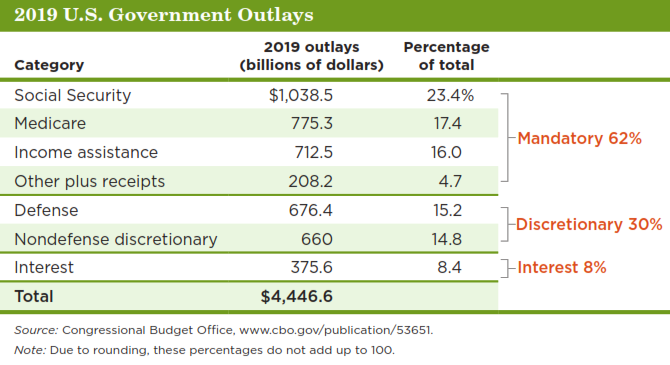 2019 U.S. Government Outlays
Category 2019 outlays (billions of dollars) Percentage of total
Social Security $1,038.5 23.4%
Medicare 775.3 17.4
Mandatory 62%
Income assistance 712.5 16.0
Other plus receipts 208.2 4.7
Defense 676.4 15.2
Discretionary 30%
Nondefense discretionary 660 14.8
Interest 375.6 8.4 Interest 8%
Total $4,446.6
Source: Congressional Budget Office, www.cbo.gov/publication/53651.
Note: Due to rounding, these percentages do not add up to 100.